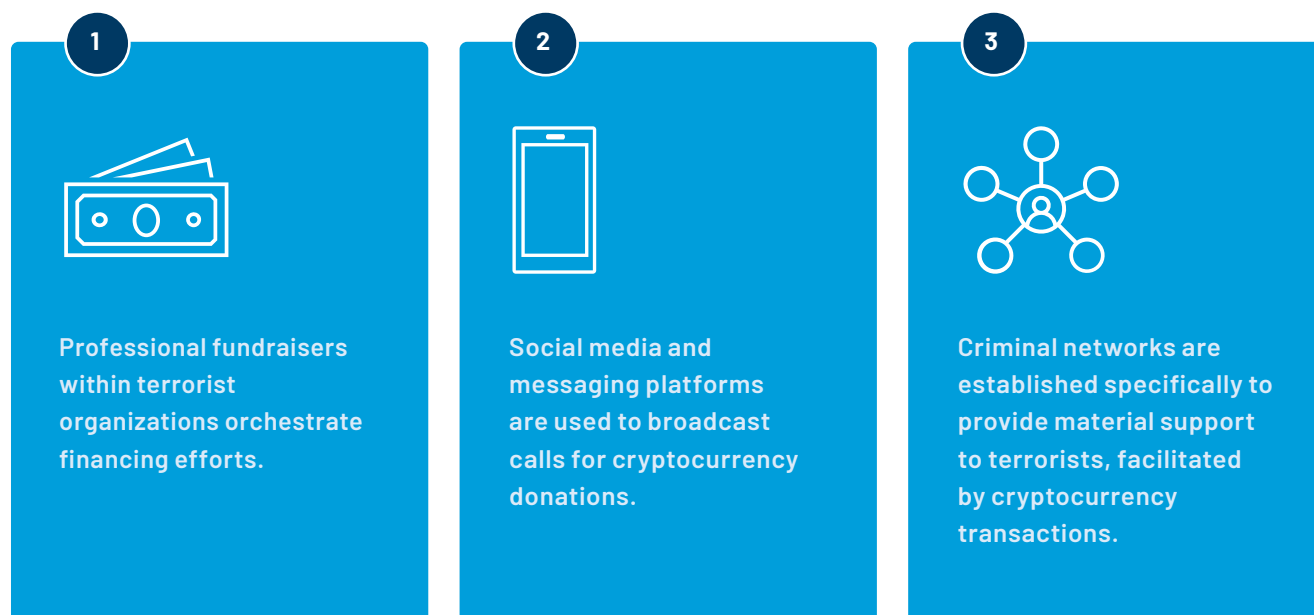 1
Professional fundraisers
within terrorist
organizations orchestrate
financing efforts.
2
Social media and
messaging platforms
are used to broadcast
calls for cryptocurrency
donations.
3
Criminal networks are
established specifically to
provide material support
to terrorists, facilitated
by cryptocurrency
transactions.